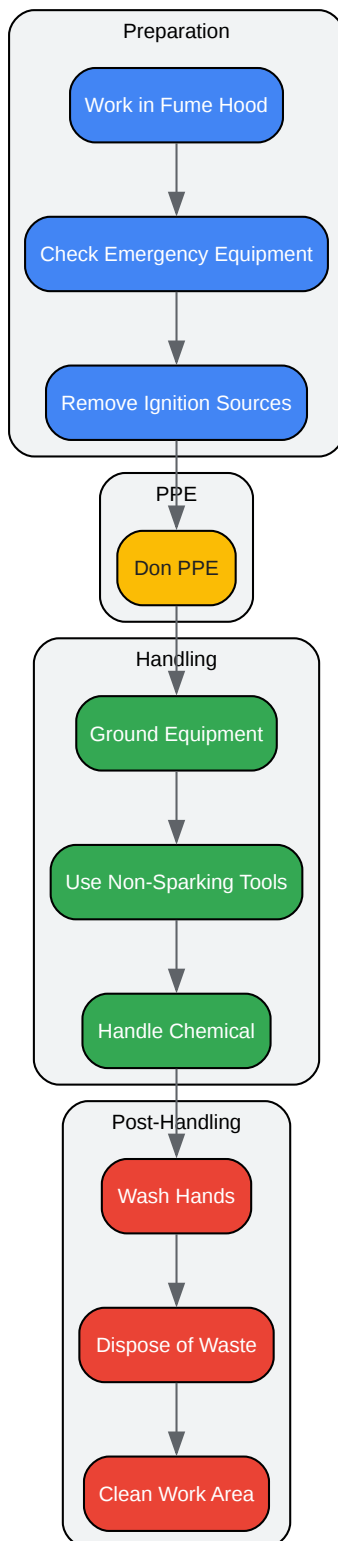 Preparation
Work in Fume Hood
Check Emergency Equipment
Remove Ignition Sources
PPE
Don PPE
Handling
Ground Equipment
Use Non-Sparking Tools
Handle Chemical
Post-Handling
Wash Hands
Dispose of Waste
Clean Work Area